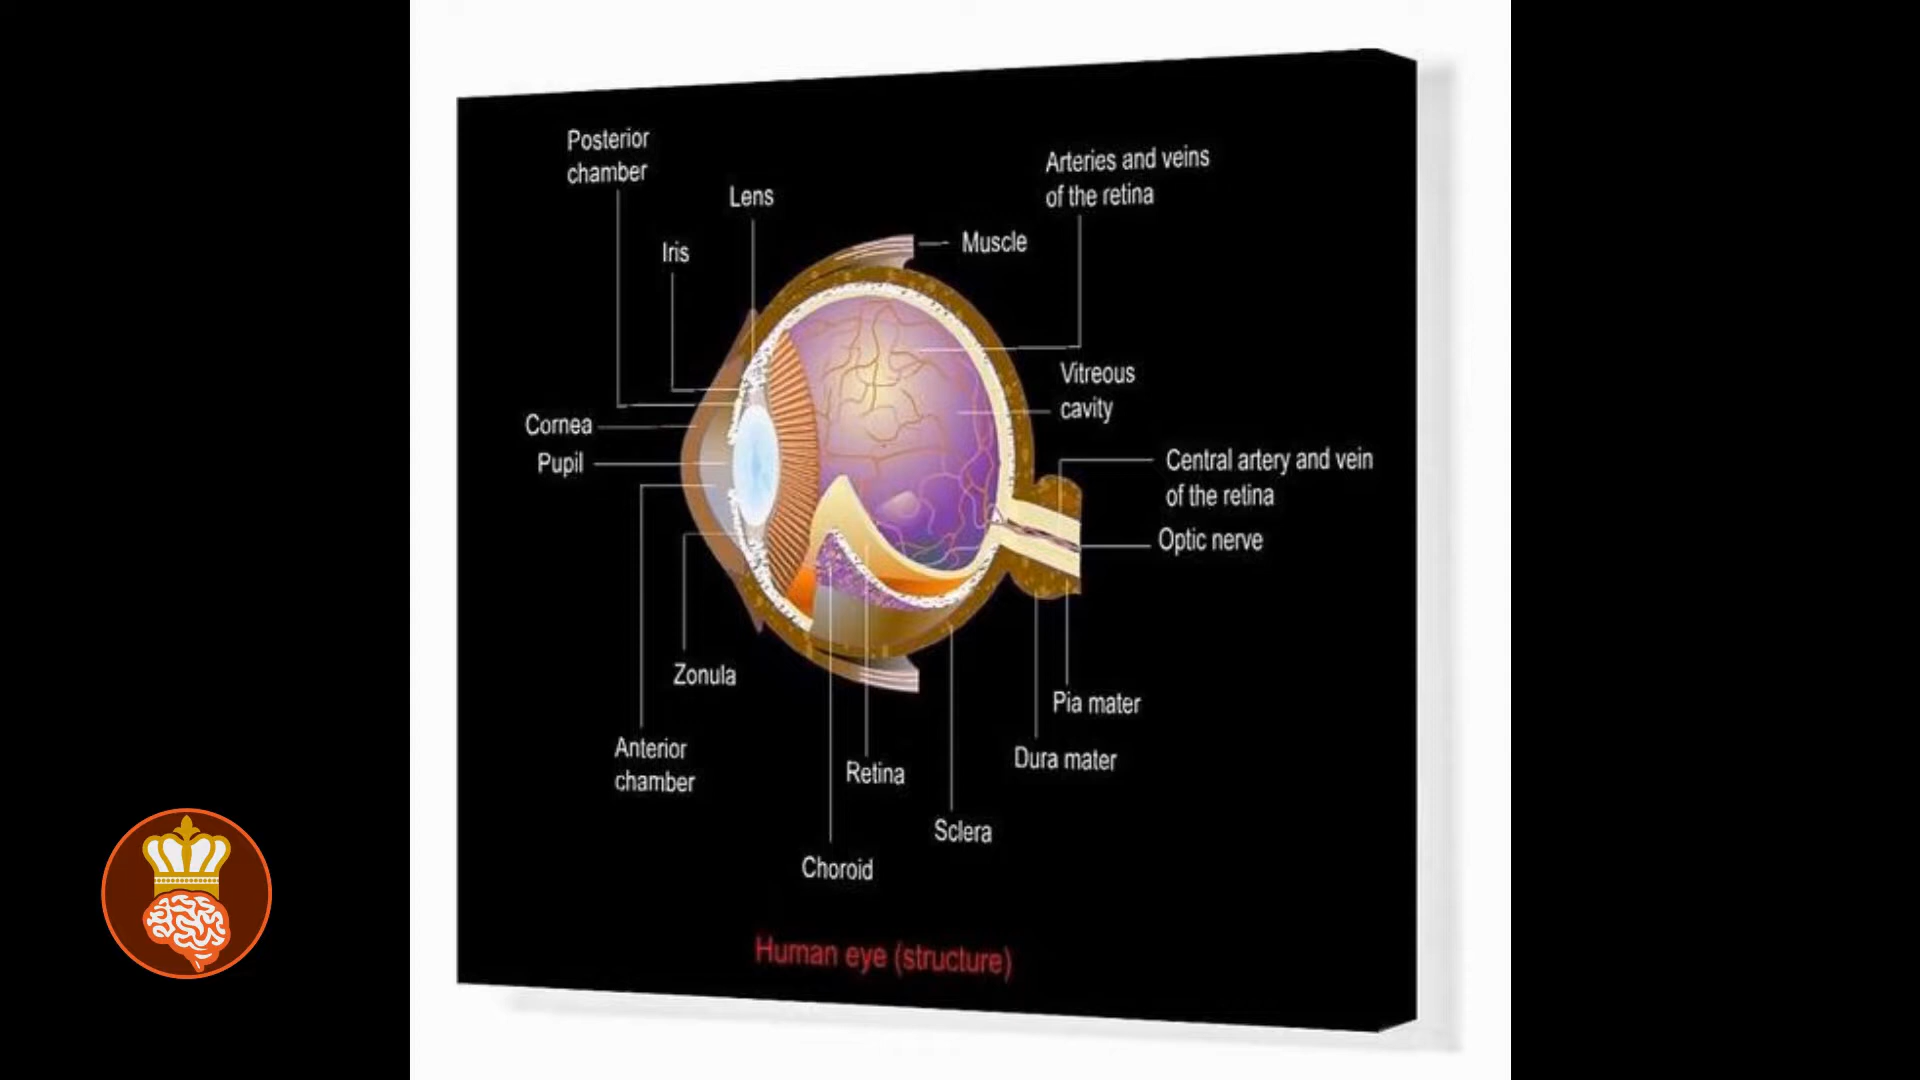 Posterior
chamber
Lens
Iris
Arteries and veins
of the retina
Muscle
Vitreous
cavity
Cornea
Pupil
Central artery and vein
of the retina
Optic nerve
Zonula
Pia mater
Anterior
chamber
Dura mater
Retina
Sclera
Choroid
Human eye (structure)